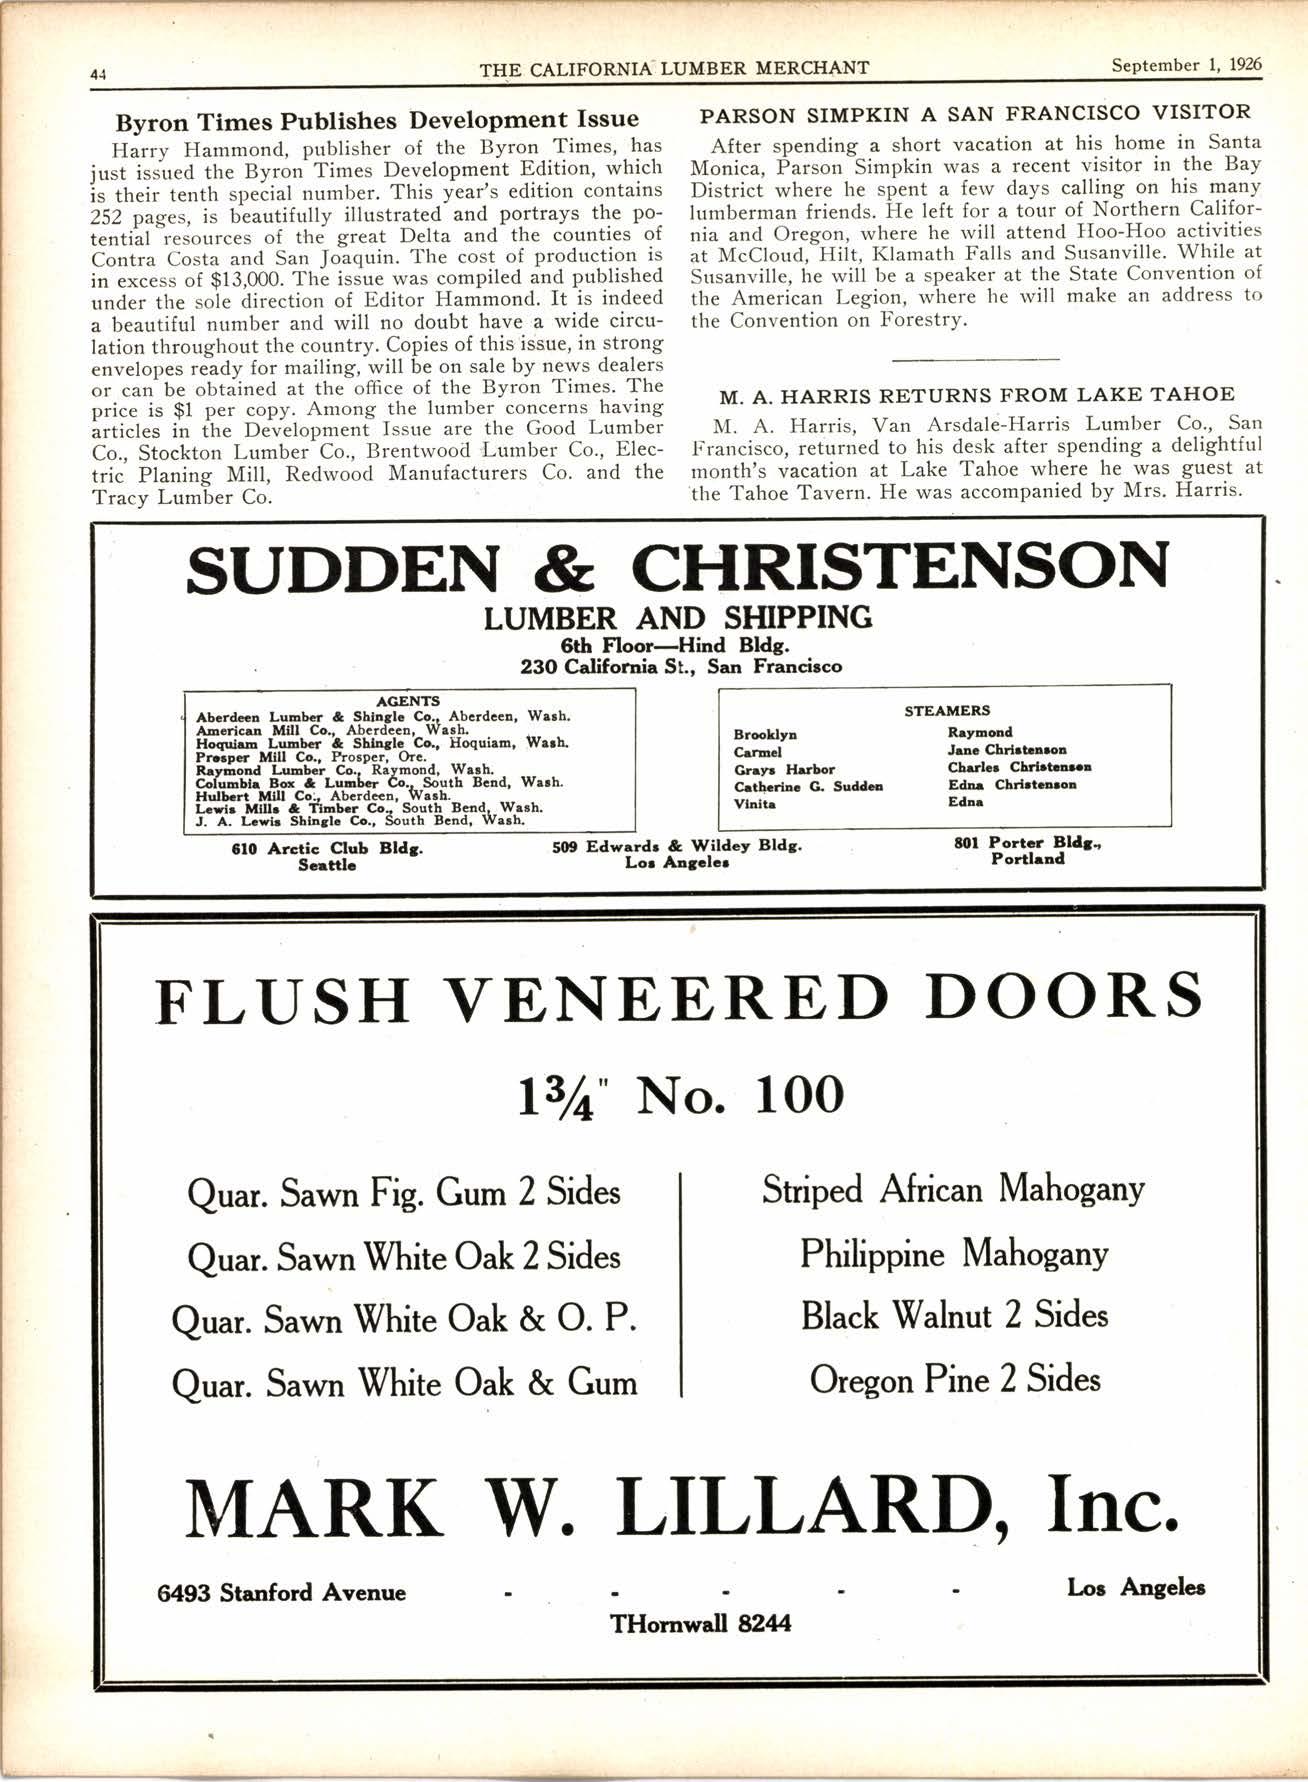 44
THE CALIFORNIA LUMBER MERCHANT
September 1, 1926
Byron Times Publishes Development Issue
Harry Hammond, publisher of the Byron Times, has
just issued the Byron Times Development Edition, which
is their tenth special number. This year's edition contains
252 pages, is beautifully illustrated and portrays the po-
tential resources of the great Delta and the counties of
Contra Costa and San Joaquin. The cost of production is
in excess of $13,000. The issue was compiled and published
under the sole direction of Editor Hammond. It is indeed
a beautiful number and will no doubt have a wide circu-
lation throughout the country. Copies of this issue, in strong
envelopes ready for mailing, will be on sale by news dealers
or can be obtained at the office of the Byron Times. The
price is $1 per copy. Among the lumber concerns having
articles in the Development Issue are the Good Lumber
Co., Stockton Lumber Co., Brentwood Lumber Co., Elec-
tric Planing Mill, Redwood Manufacturers Co. and the
Tracy Lumber Co.
PARSON SIMPKIN A SAN FRANCISCO VISITOR
After spending a short vacation at his home in Santa
Monica, Parson Simpkin was a recent visitor in the Bay
District where he spent a few days calling on his many
lumberman friends. He left for a tour of Northern Califor-
nia and Oregon, where he will attend Hoo-Hoo activities
at McCloud, Hilt, Klamath Falls and Susanville. While at
Susanville, he will be a speaker at the State Convention of
the American Legion, where he will make an address to
the Convention on Forestry.
M. A. HARRIS RETURNS FROM LAKE TAHOE
M. A. Harris, Van Arsdale-Harris Lumber Co., San
Francisco, returned to his desk after spending a delightful
month's vacation at Lake Tahoe where he was guest at
the Tahoe Tavern. He was accompanied by Mrs. Harris.
SUDDEN & CHRISTENSON
LUMBER AND SHIPPING
6th Floor—Hind Bldg.
230 California St., San Francisco
AGENTS
Aberdeen Lumber & Shingle Co., Aberdeen, Wash.
American Mill Co., Aberdeen, Wash.
Hoquiam Lumber & Shingle Co., Hoquiam, Wash.
Prosper Mill Co., Prosper, Ore.
Raymond Lumber Co., Raymond, Wash.
Columbia Box & Lumber Co., South Bend, Wash.
Hulbert Mill Co., Aberdeen, Wash.
Lewis Mills & Timber Co., South Bend, Wash.
J. A. Lewis Shingle Co., South Bend, Wash.
STEAMERS
Brooklyn
Carmel
Grays Harbor
Catherine G. Sudden
Vinita
Raymond
Jane Christenson
Charles Christenson
Edna Christenson
Edna
610 Arctic Club Bldg.
Seattle
509 Edwards & Wildey Bldg.
Los Angeles
801 Porter Bldg.,
Portland
FLUSH VENEERED DOORS
1¾" No. 100
Quar. Sawn Fig. Gum 2 Sides
Quar. Sawn White Oak 2 Sides
Quar. Sawn White Oak & O. P.
Quar. Sawn White Oak & Gum
Striped African Mahogany
Philippine Mahogany
Black Walnut 2 Sides
Oregon Pine 2 Sides
MARK W. LILLARD, Inc.
6493 Stanford Avenue - - - - - Los Angeles
THornwall 8244